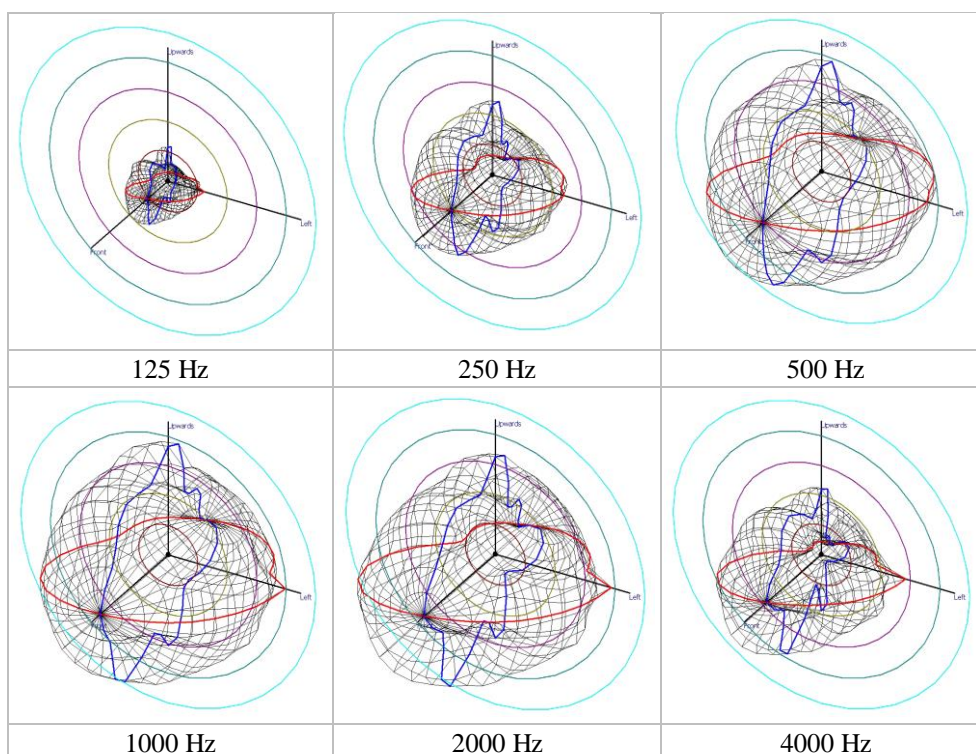 Upwards
Left
Front
Upwards
Left
Front
Upwards
Left
Front
125 Hz
250 Hz
500 Hz
Upwards
Left
Upwards
Left
Upwards
Left
Front
1000 Hz
2000 Hz
4000 Hz